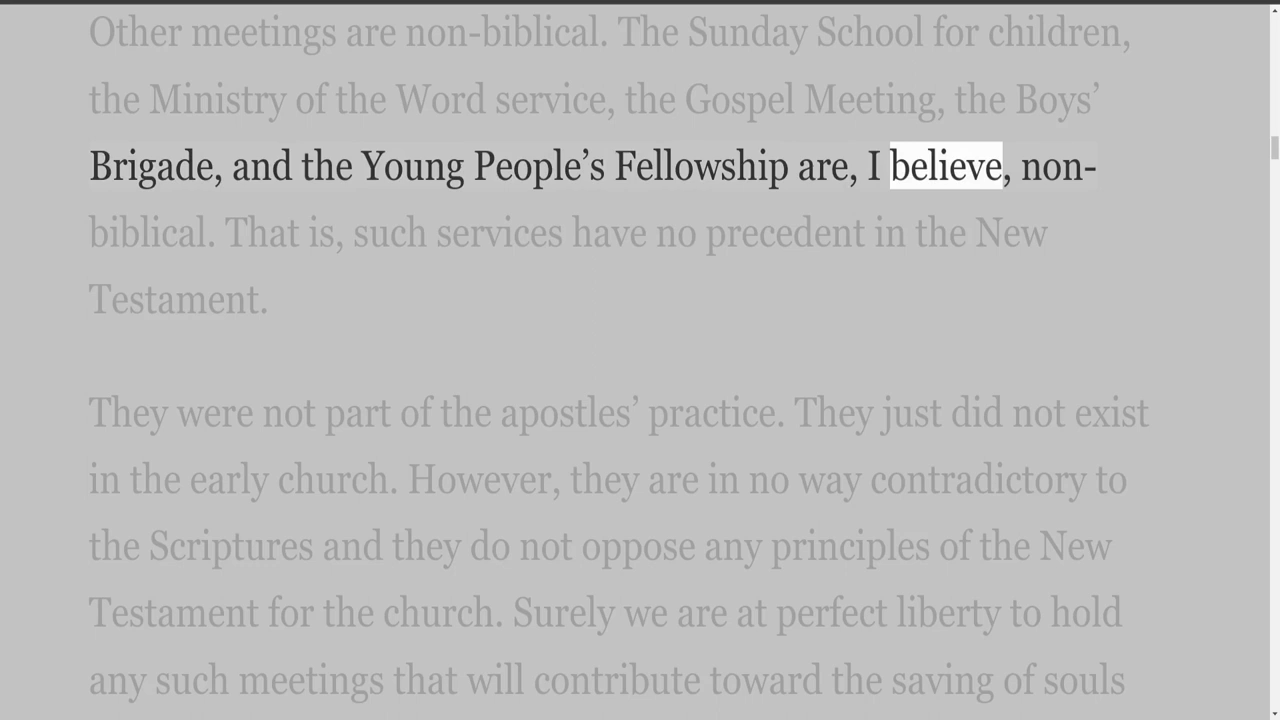 Other meetings are non-biblical. The Sunday School for children,
the Ministry of the Word service, the Gospel Meeting, the Boys’
Brigade, and the Young People’s Fellowship are, I believe, non-
biblical. That is, such services have no precedent in the New
Testament.
They were not part of the apostles’ practice. They just did not exist
in the early church. However, they are in no way contradictory to
the Scriptures and they do not oppose any principles of the New
Testament for the church. Surely we are at perfect liberty to hold
any such meetings that will contribute toward the saving of souls